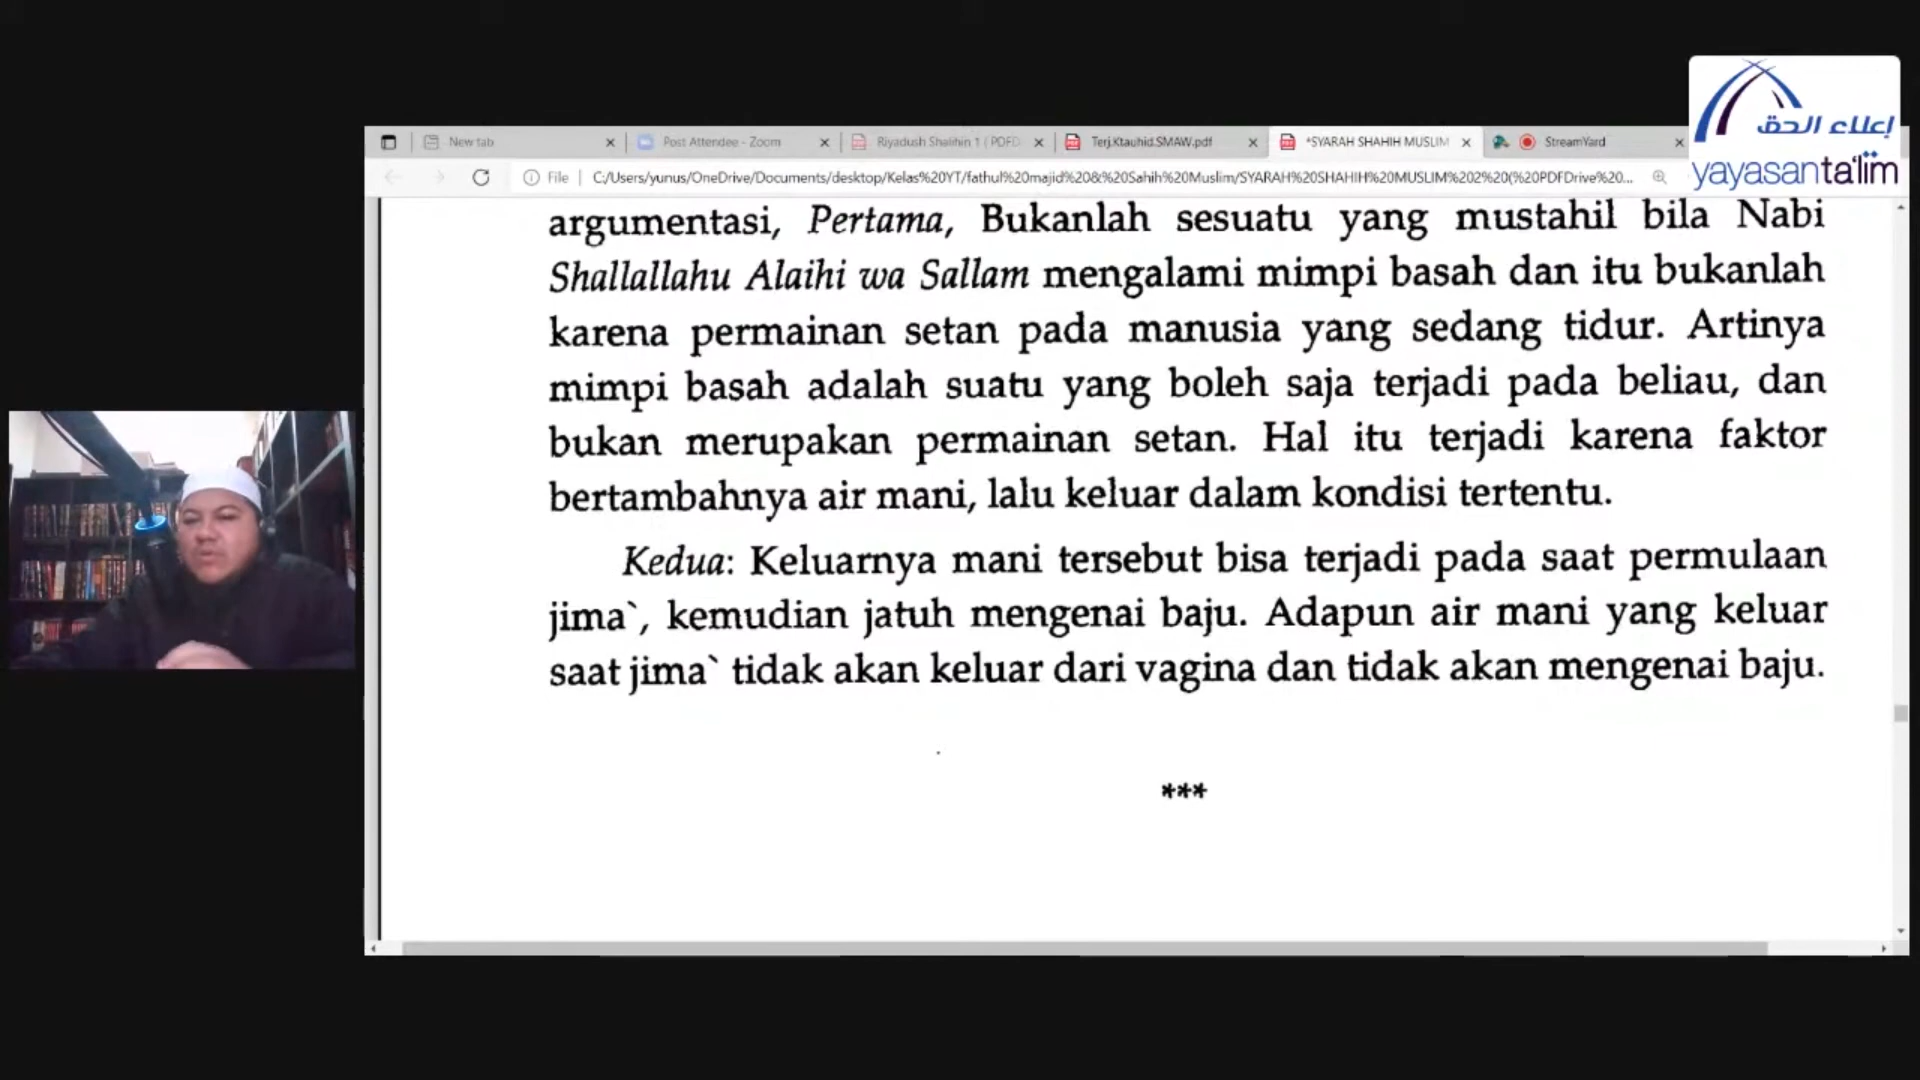 إعلاء الحق
yayasanta'lim
New tab
Post Attendee - Zoom
Riyadush Shalihin 1 ( PDFD
Terj.Ktauhid.SMAW.pdf
*SYARAH SHAHIH MUSLIM
StreamYard
File
C:/Users/yunus/OneDrive/Documents/desktop/Kelas%20YT/fathul%20majid%20&%20Sahih%20Muslim/SYARAH%20SHAHIH%20MUSLIM%202%20(%20PDFDrive%20...
argumentasi, Pertama, Bukanlah sesuatu yang mustahil bila Nabi
Shallallahu Alaihi wa Sallam mengalami mimpi basah dan itu bukanlah
karena permainan setan pada manusia yang sedang tidur. Artinya
mimpi basah adalah suatu yang boleh saja terjadi pada beliau, dan
bukan merupakan permainan setan. Hal itu terjadi karena faktor
bertambahnya air mani, lalu keluar dalam kondisi tertentu.
Kedua: Keluarnya mani tersebut bisa terjadi pada saat permulaan
jima`, kemudian jatuh mengenai baju. Adapun air mani yang keluar
saat jima` tidak akan keluar dari vagina dan tidak akan mengenai baju.
***